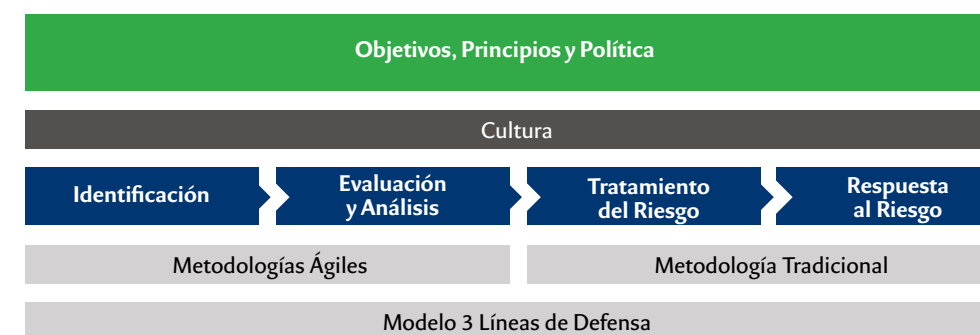 Objetivos, Principios y Política
Cultura
Identificación
Evaluación
y Análisis
Tratamiento
del Riesgo
Respuesta
al Riesgo
Metodologías Ágiles
Metodología Tradicional
Modelo 3 Líneas de Defensa